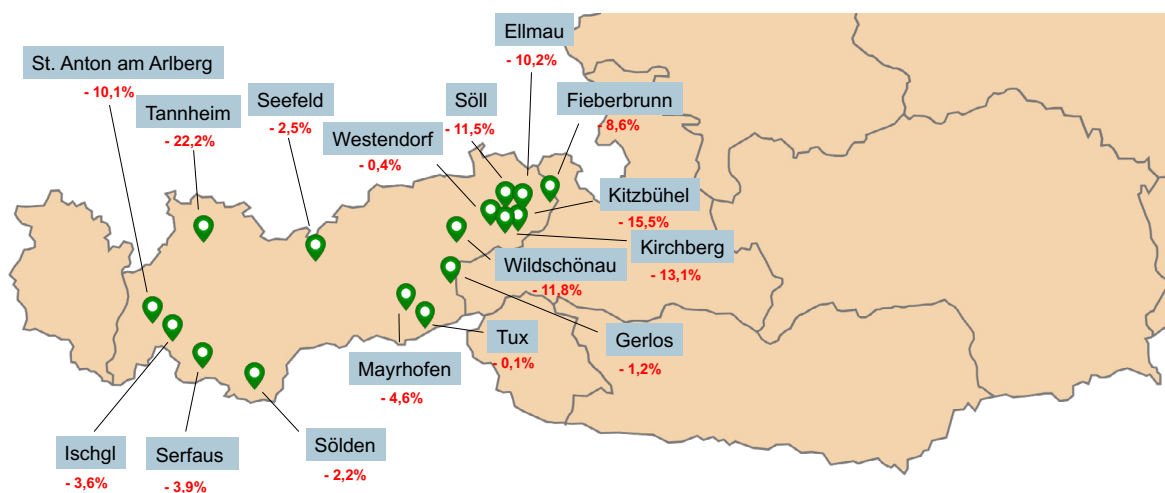 Ellmau
- 10,2%
St. Anton am Arlberg
- 10,1%
Tannheim
- 22,2%
Seefeld
- 2,5%
Söll
- 11,5%
Fieberbrunn
- 8,6%
Westendorf
- 0,4%
Kitzbühel
- 15,5%
Kirchberg
- 13,1%
Wildschönau
- 11,8%
Tux
- 0,1%
Gerlos
- 1,2%
Mayrhofen
- 4,6%
Ischgl
- 3,6%
Serfaus
- 3,9%
Sölden
- 2,2%